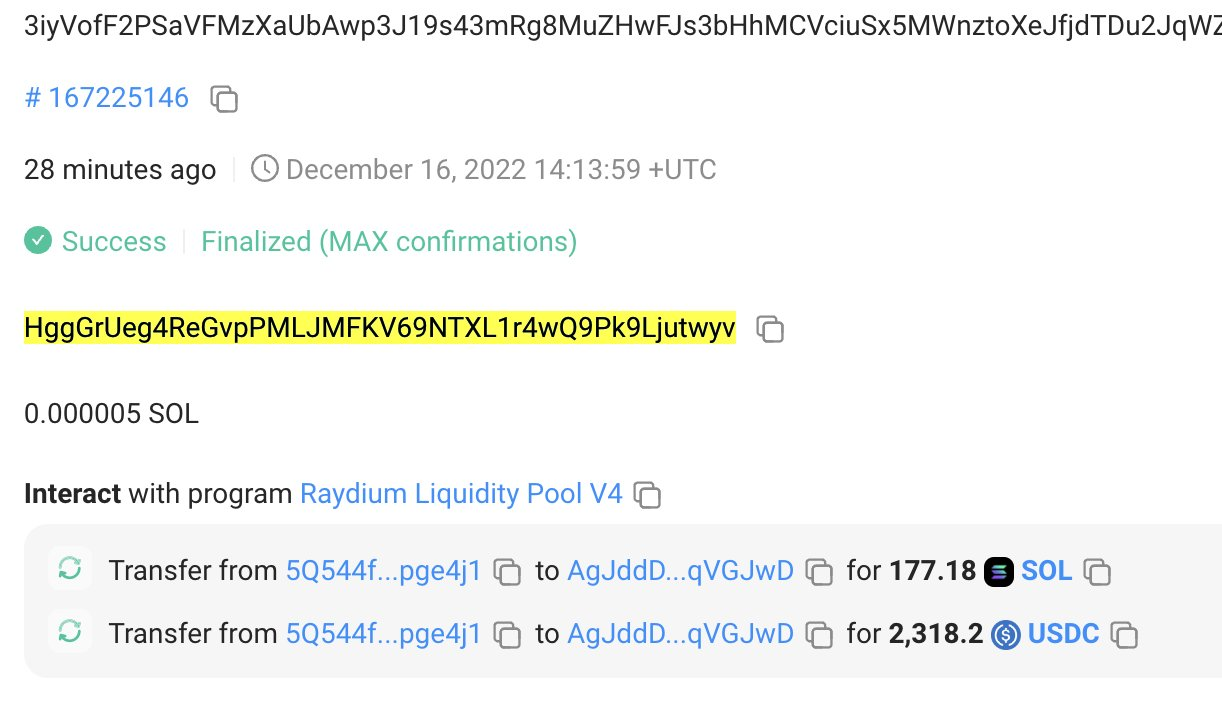 3iyVofF2PSaVFMzXaUbAwp3J19s43mRg8MuZHwFJs3bHhMCVciuSx5MWnztoXeJfjdTDu2JqWZ
# 167225146
28 minutes ago December 16, 2022 14:13:59 +UTC
Success Finalized (MAX confirmations)
HggGrUeg4ReGvpPMLJMFKV69NTXL1r4wQ9Pk9Ljutwyv
0.000005 SOL
Interact with program Raydium Liquidity Pool V4
Transfer from 5Q544f...pge4j1 to AgJddD...qVGJwD for 177.18 SOL
Transfer from 5Q544f...pge4j1 to AgJddD...qVGJwD for 2,318.2 USDC